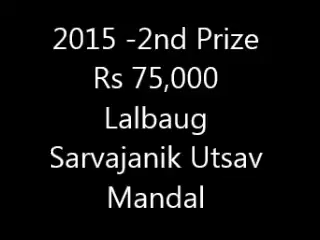 2015 -2nd Prize
Rs 75,000
Lalbaug
Sarvajanik Utsav
Mandal